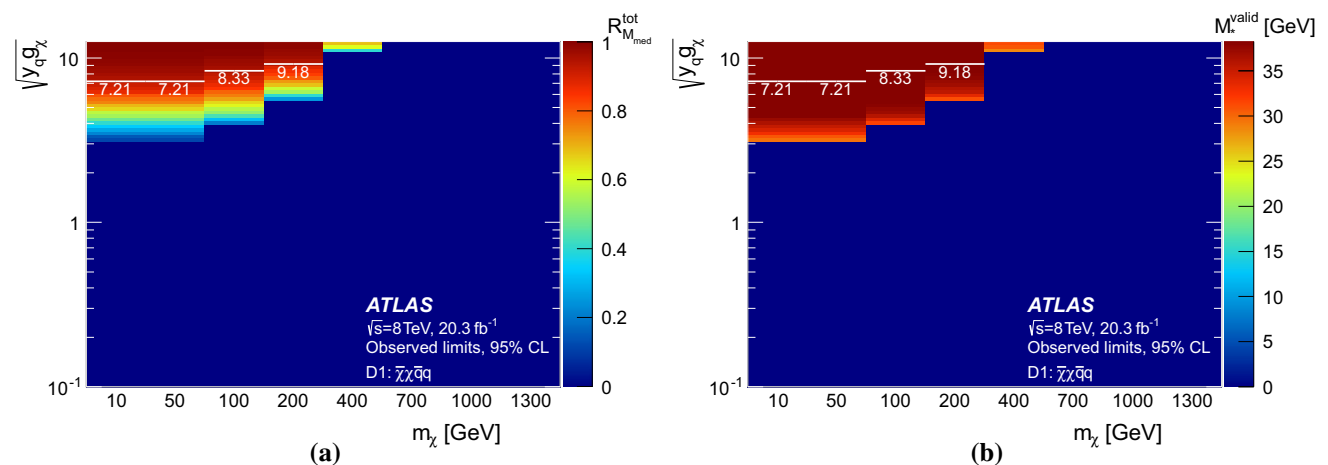 R_{M_{med}}^{tot}
√y_q g_χ
10
1
10^{-1}
7.21 7.21 8.33 9.18
1
0.8
0.6
0.4
0.2
0
ATLAS
√s=8TeV, 20.3 fb^{-1}
Observed limits, 95% CL
D1: χ̄χq̄q
10 50 100 200 400 700 1000 1300
m_χ [GeV]
(a)
M_*^{valid} [GeV]
√y_q g_χ
10
1
10^{-1}
7.21 7.21 8.33 9.18
35
30
25
20
15
10
5
0
ATLAS
√s=8TeV, 20.3 fb^{-1}
Observed limits, 95% CL
D1: χ̄χq̄q
10 50 100 200 400 700 1000 1300
m_χ [GeV]
(b)